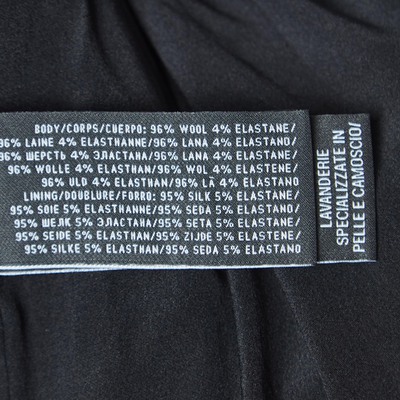 BODY/CORPS/CUERPO: 96% WOOL 4% ELASTANE/
96% LAINE 4% ELASTHANNE/96% LANA 4% ELASTANO/
96% ШЕРСТЬ 4% ЭЛАСТАНА/96% LANA 4% ELASTAN/
96% WOLLE 4% ELASTHAN/96% WOL 4% ELASTENE/
96% ULD 4% ELASTHAN/96% LÃ 4% ELASTANO
LINING/DOUBLURE/FORRO: 95% SILK 5% ELASTANE/
95% SOIE 5% ELASTHANNE/95% SEDA 5% ELASTANO/
95% ШЕЛК 5% ЭЛАСТАНА/95% SETA 5% ELASTAN/
95% SEIDE 5% ELASTHAN/95% ZIJDE 5% ELASTENE/
95% SILKE 5% ELASTHAN/95% SEDA 5% ELASTANO
LAVANDERIE
SPECIALIZZATE IN
PELLE E CAMOSCIO/